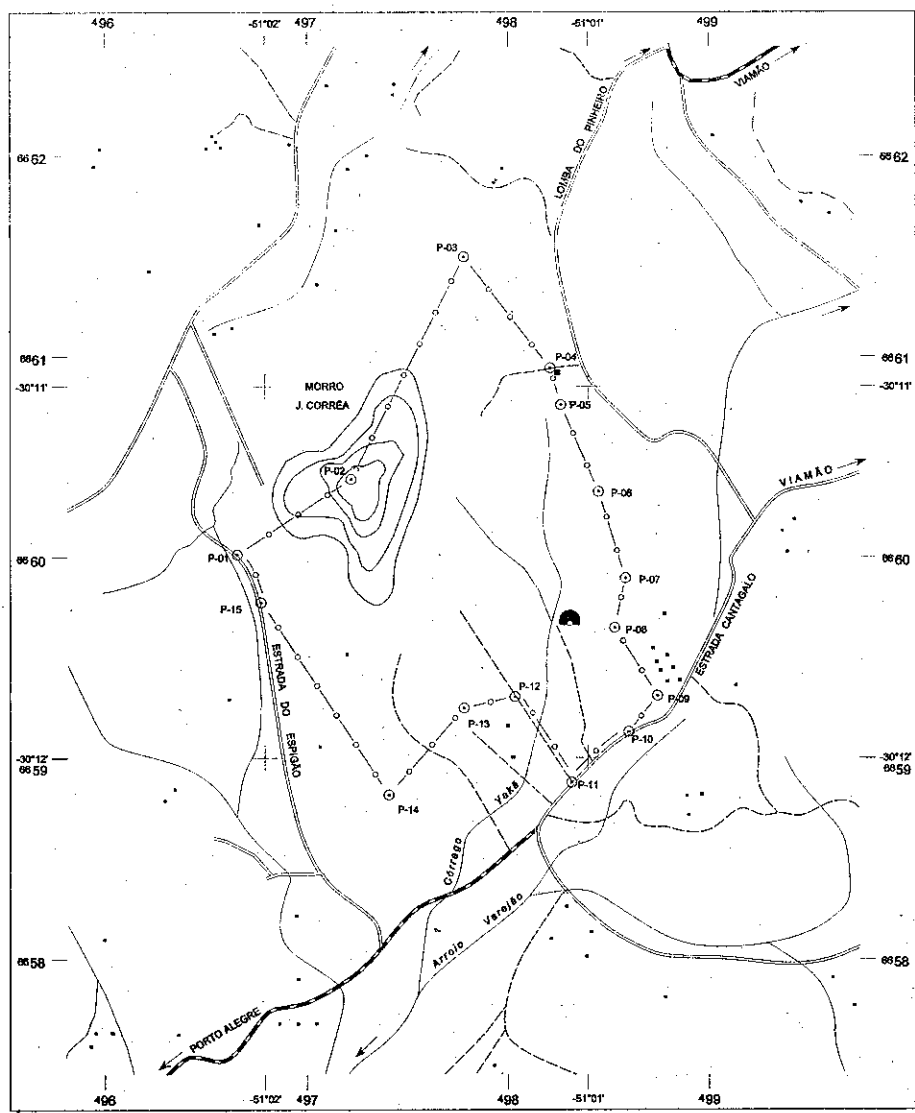 496
-51°02'
497
498
-51°01'
499
VIAMÃO
LOMBA DO PINHEIRO
6662
6662
P-03
6661
6661
P-04
-30°11'
-30°11'
MORRO
J. CORRÊA
P-05
P-02
VIAMÃO
P-06
P-01
6660
6660
P-07
P-15
P-08
ESTRADA CANTAGALO
ESTRADA DO ESPIGÃO
P-12
P-09
P-13
P-10
-30°12'
6659
-30°12'
6659
P-11
P-14
Córrago Yakã
Arroio Varejão
6658
6658
PORTO ALEGRE
496
-51°02'
497
498
-51°01'
499